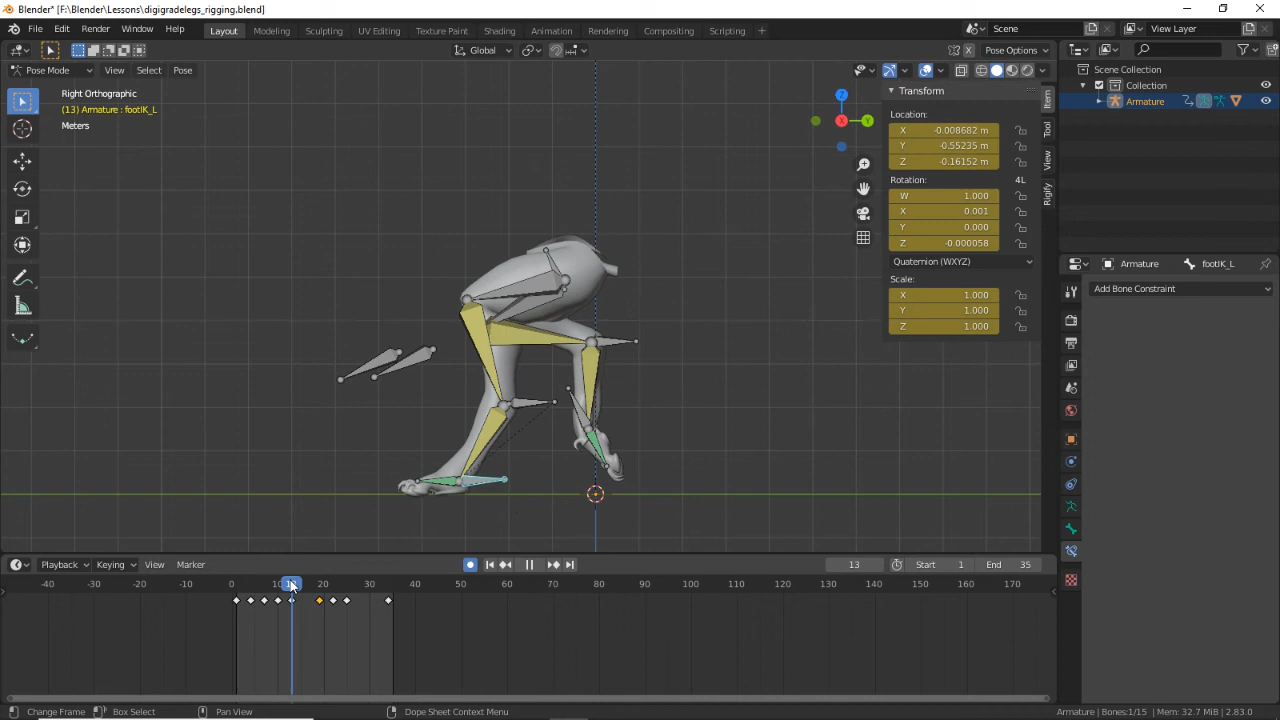 Blender* [F:\Blender\Lessons\digigradelegs_rigging.blend]
File Edit Render Window Help Layout Modeling Sculpting UV Editing Texture Paint Shading Animation Rendering Compositing Scripting + Scene View Layer
Global Pose Options
Pose Mode View Select Pose
Right Orthographic
(13) Armature : footIK_L
Meters
Z
Y
X
Transform
Location:
X -0.008682 m
Y -0.55235 m
Z -0.16152 m
Rotation: 4L
W 1.000
X 0.001
Y 0.000
Z -0.000058
Quaternion (WXYZ)
Scale:
X 1.000
Y 1.000
Z 1.000
Item
Tool
View
Rigify
Scene Collection
Collection
Armature
Armature footIK_L
Add Bone Constraint
Playback Keying View Marker 13 Start 1 End 35
-40 -30 -20 -10 0 10 13 20 30 40 50 60 70 80 90 100 110 120 130 140 150 160 170
Change Frame Box Select Pan View Dope Sheet Context Menu Armature | Bones:1/15 | Mem: 32.7 MiB | 2.83.0